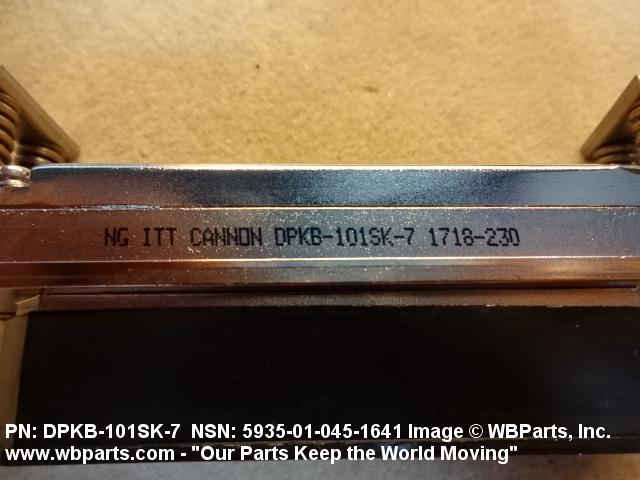 NG ITT CANNON DPKB-101SK-7 1718-230
PN: DPKB-101SK-7 NSN: 5935-01-045-1641 Image © WBParts, Inc.
www.wbparts.com - "Our Parts Keep the World Moving"